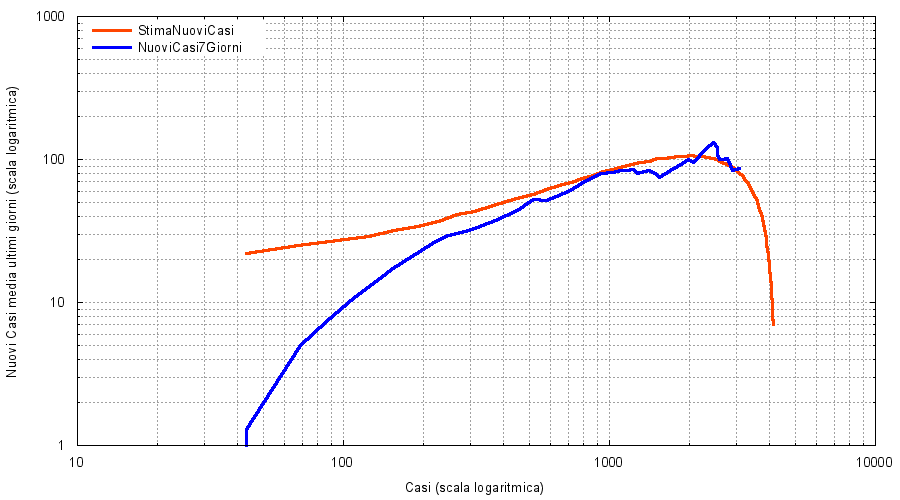 1000
StimaNuoviCasi
NuoviCasi7Giorni
100
10
1
Nuovi Casi media ultimi giorni (scala logaritmica)
10
100
1000
10000
Casi (scala logaritmica)